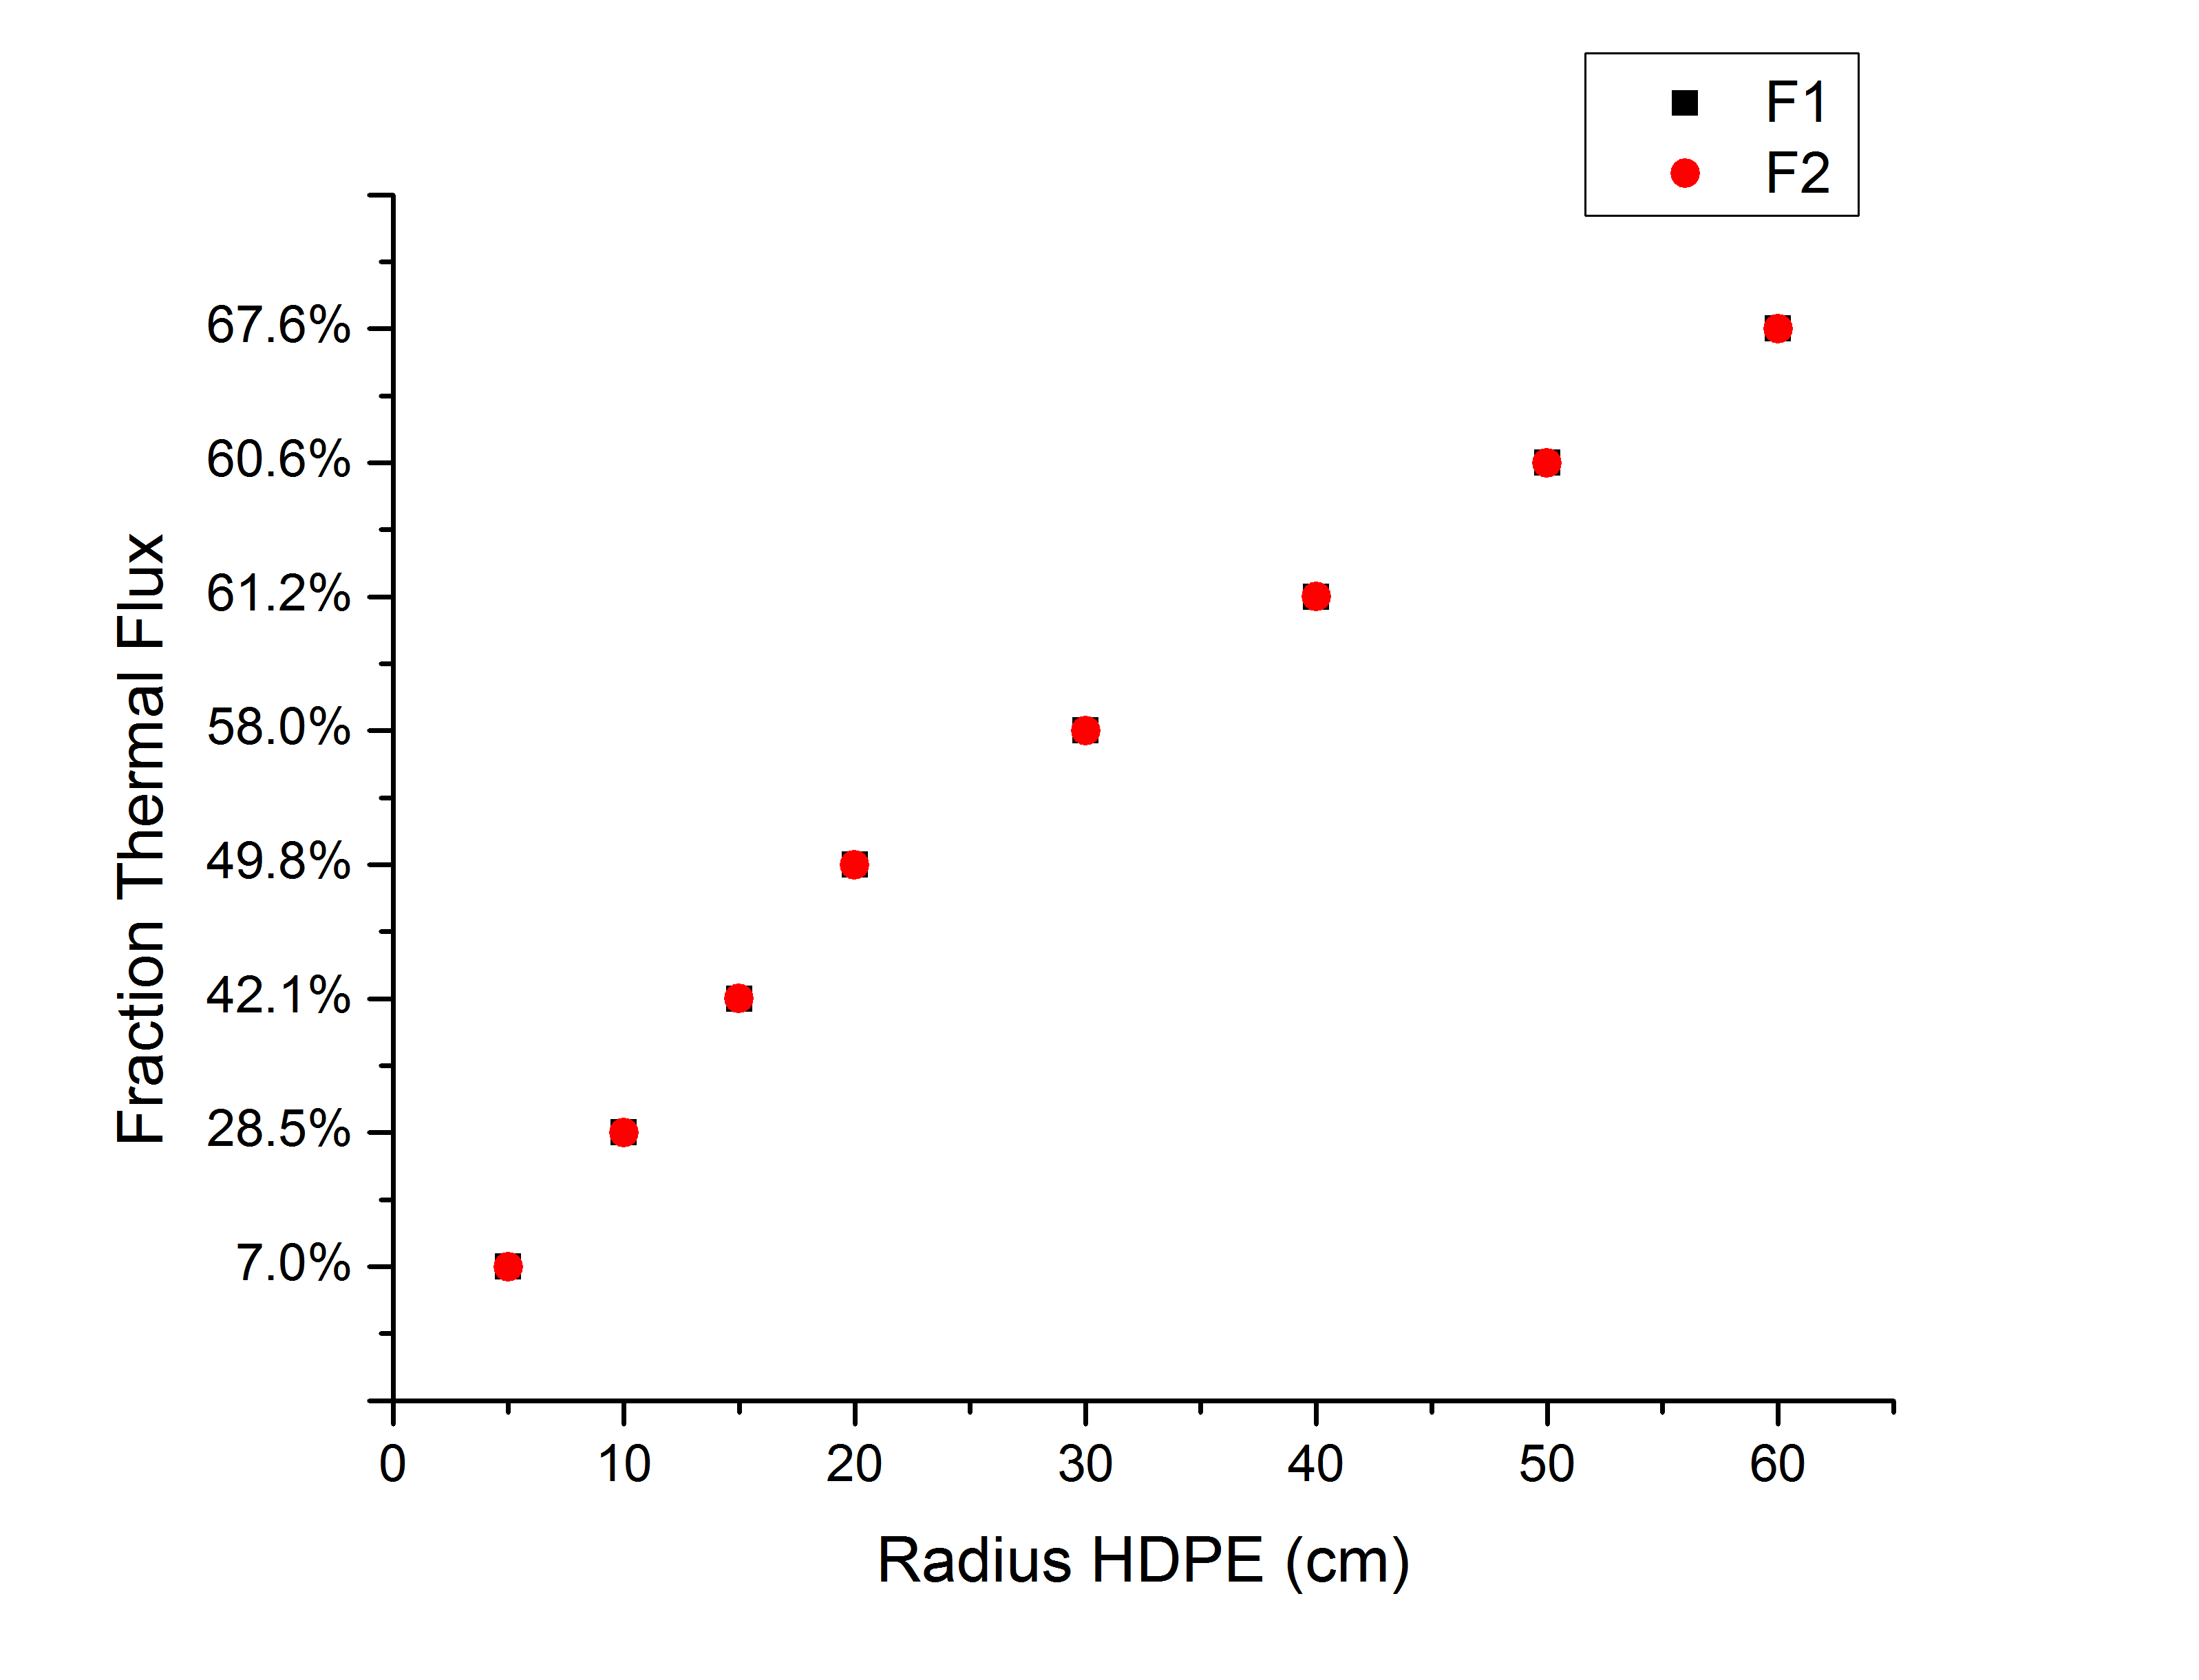 F1
F2
67.6%
60.6%
61.2%
58.0%
49.8%
42.1%
28.5%
7.0%
Fraction Thermal Flux
0 10 20 30 40 50 60
Radius HDPE (cm)